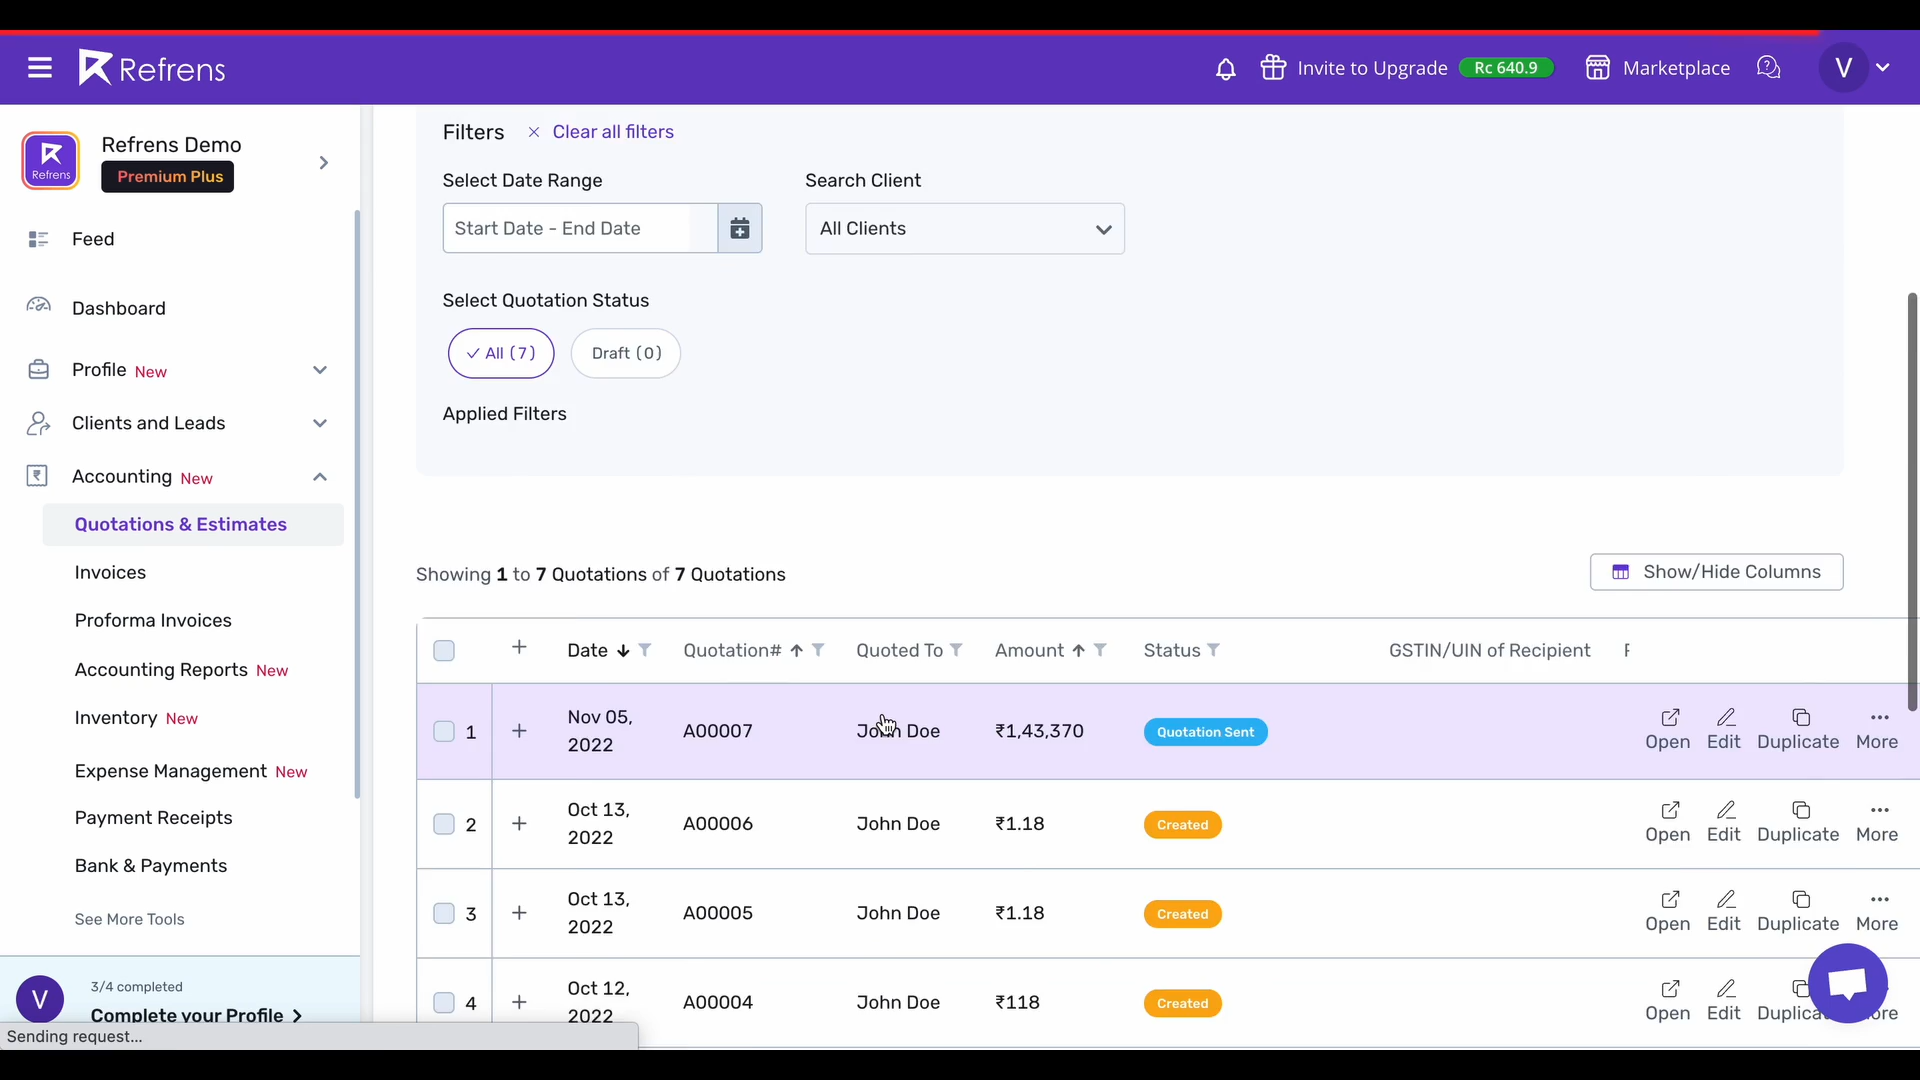 Refrens
Invite to Upgrade
Rc 640.9
Marketplace
V
Refrens
Refrens Demo
Premium Plus
Feed
Dashboard
Profile New
Clients and Leads
Accounting New
Quotations & Estimates
Invoices
Proforma Invoices
Accounting Reports New
Inventory New
Expense Management New
Payment Receipts
Bank & Payments
See More Tools
V
3/4 completed
Complete your Profile
Sending request...
Filters
Clear all filters
Select Date Range
Search Client
Start Date - End Date
All Clients
Select Quotation Status
All (7)
Draft (0)
Applied Filters
Showing 1 to 7 Quotations of 7 Quotations
Show/Hide Columns
Date Quotation# Quoted To Amount Status GSTIN/UIN of Recipient
1 + Nov 05, 2022 A00007 John Doe ₹1,43,370 Quotation Sent Open Edit Duplicate More
2 + Oct 13, 2022 A00006 John Doe ₹1.18 Created Open Edit Duplicate More
3 + Oct 13, 2022 A00005 John Doe ₹1.18 Created Open Edit Duplicate More
4 + Oct 12, 2022 A00004 John Doe ₹118 Created Open Edit